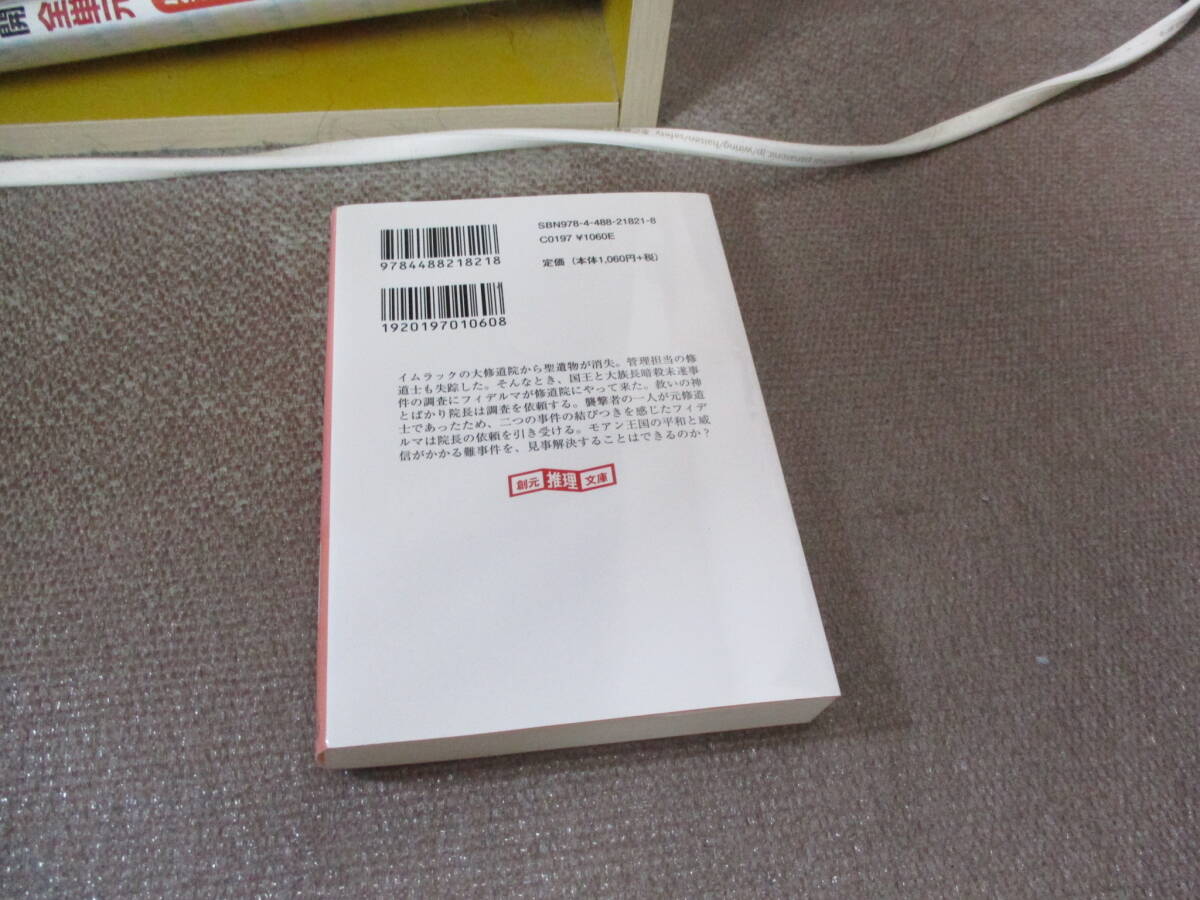 開
全単元
SBN978-4-488-21821-8
C0197 ¥1060E
定価（本体1,060円+税）
9784488218218
1920197010608
イムラックの大修道院から聖遺物が消失。管理担当の修
道士も失踪した。そんなとき、国王と大族長暗殺未遂事
件の調査にフィデルマが修道院にやって来た。救いの神
とばかり院長は調査を依頼する。襲撃者の一人が元修道
士であったため、二つの事件の結びつきを感じたフィデ
ルマは院長の依頼を引き受ける。モアン王国の平和と威
信がかかる難事件を、見事解決することはできるのか？
創元推理文庫